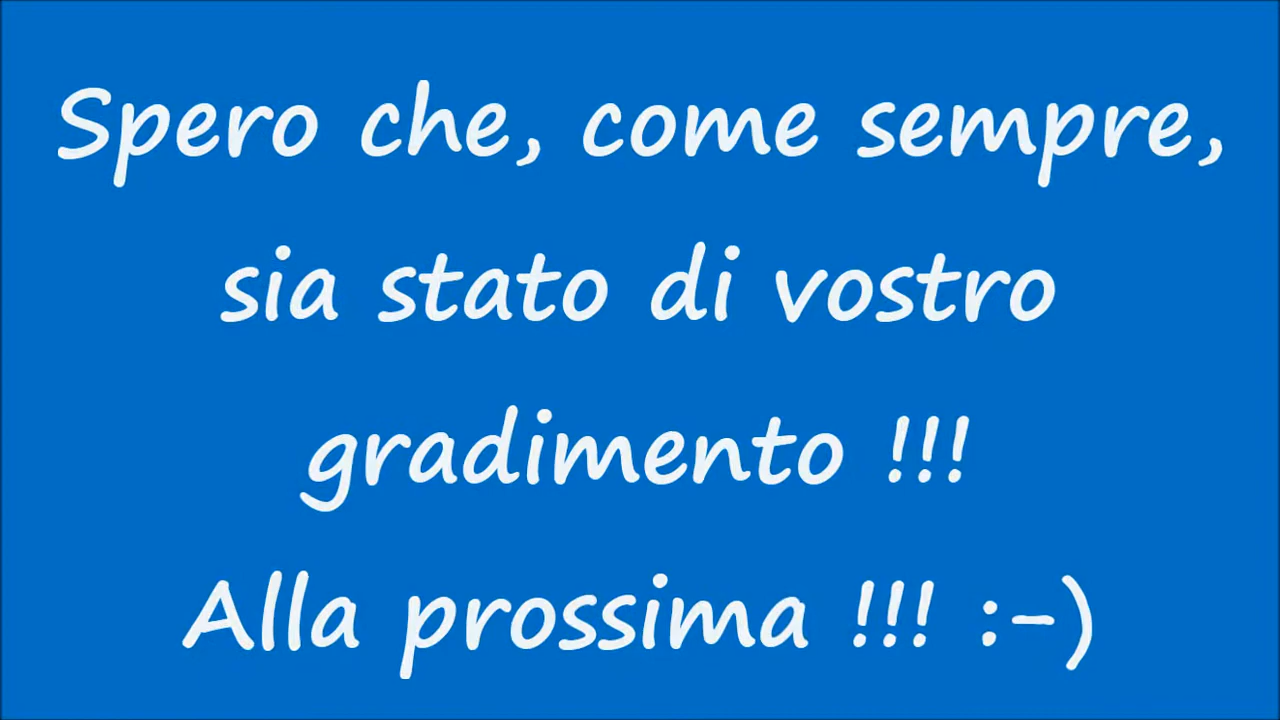 Spero che, come sempre,
sia stato di vostro
gradimento !!!
Alla prossima !!! :-)